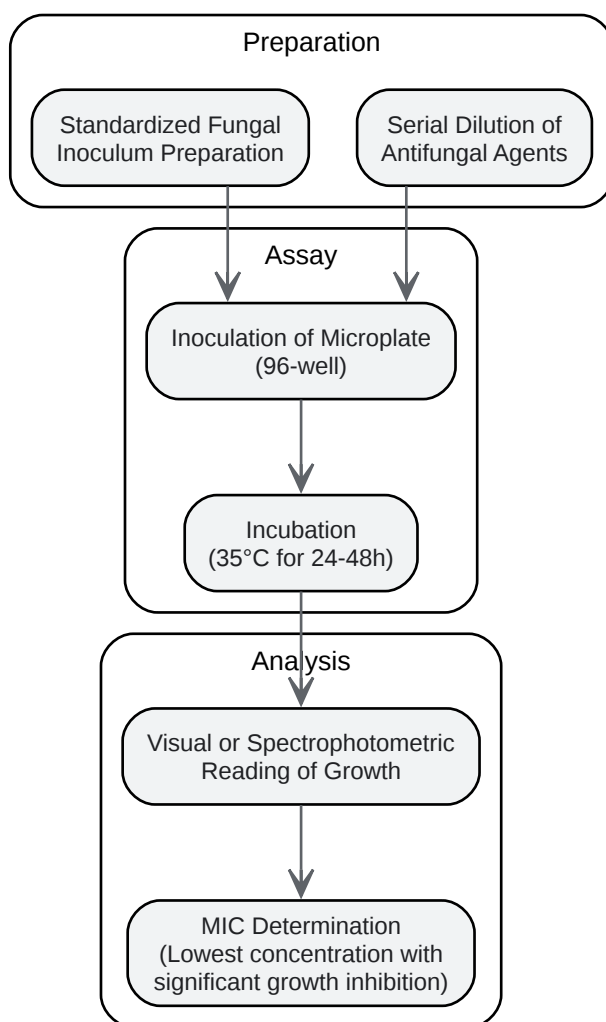 Preparation
Standardized Fungal
Inoculum Preparation
Serial Dilution of
Antifungal Agents
Assay
Inoculation of Microplate
(96-well)
Incubation
(35°C for 24-48h)
Analysis
Visual or Spectrophotometric
Reading of Growth
MIC Determination
(Lowest concentration with
significant growth inhibition)